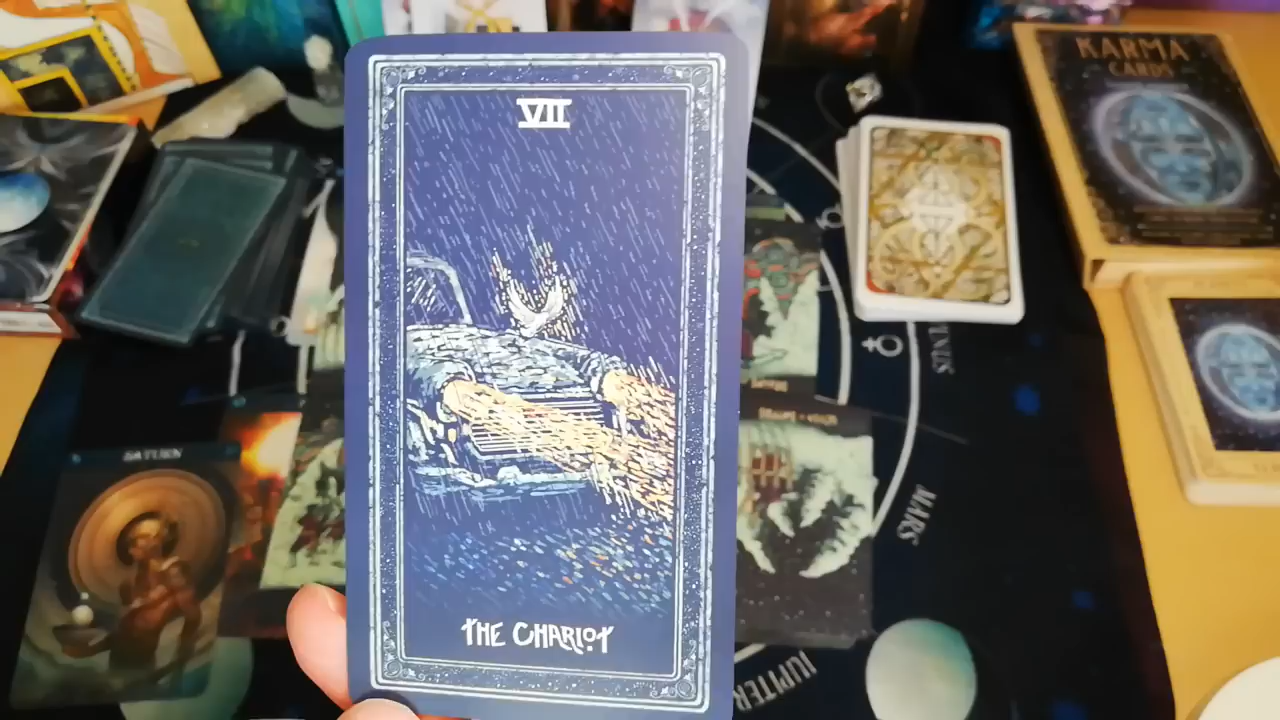 VII
THE CHARIOT
KARMA
CARDS
SATURN
VENUS
MARS
JUPITER